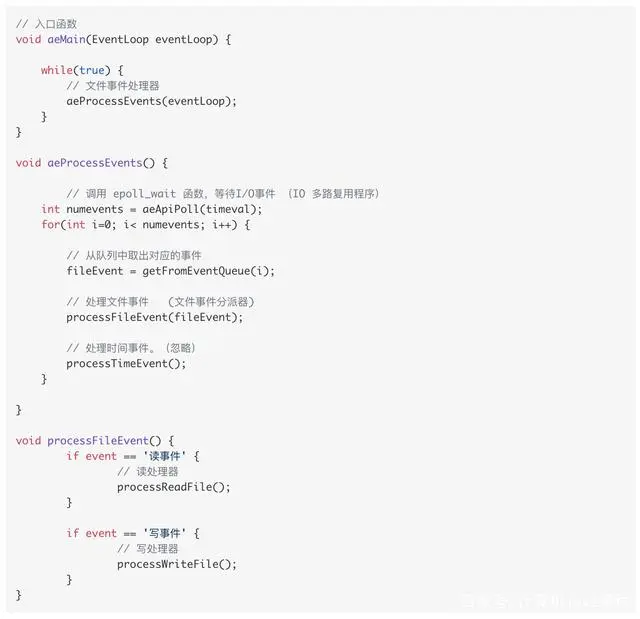 // 入口函数
void aeMain(EventLoop eventLoop) {
while(true) {
// 文件事件处理器
aeProcessEvents(eventLoop);
}
}
void aeProcessEvents() {
// 调用 epoll_wait 函数，等待I/O事件 （IO 多路复用程序）
int numevents = aeApiPoll(timeval);
for(int i=0; i< numevents; i++) {
// 从队列中取出对应的事件
fileEvent = getFromEventQueue(i);
// 处理文件事件 （文件事件分派器）
processFileEvent(fileEvent);
// 处理时间事件。（忽略）
processTimeEvent();
}
}
void processFileEvent() {
if event == '读事件' {
// 读处理器
processReadFile();
}
if event == '写事件' {
// 写处理器
processWriteFile();
}
}